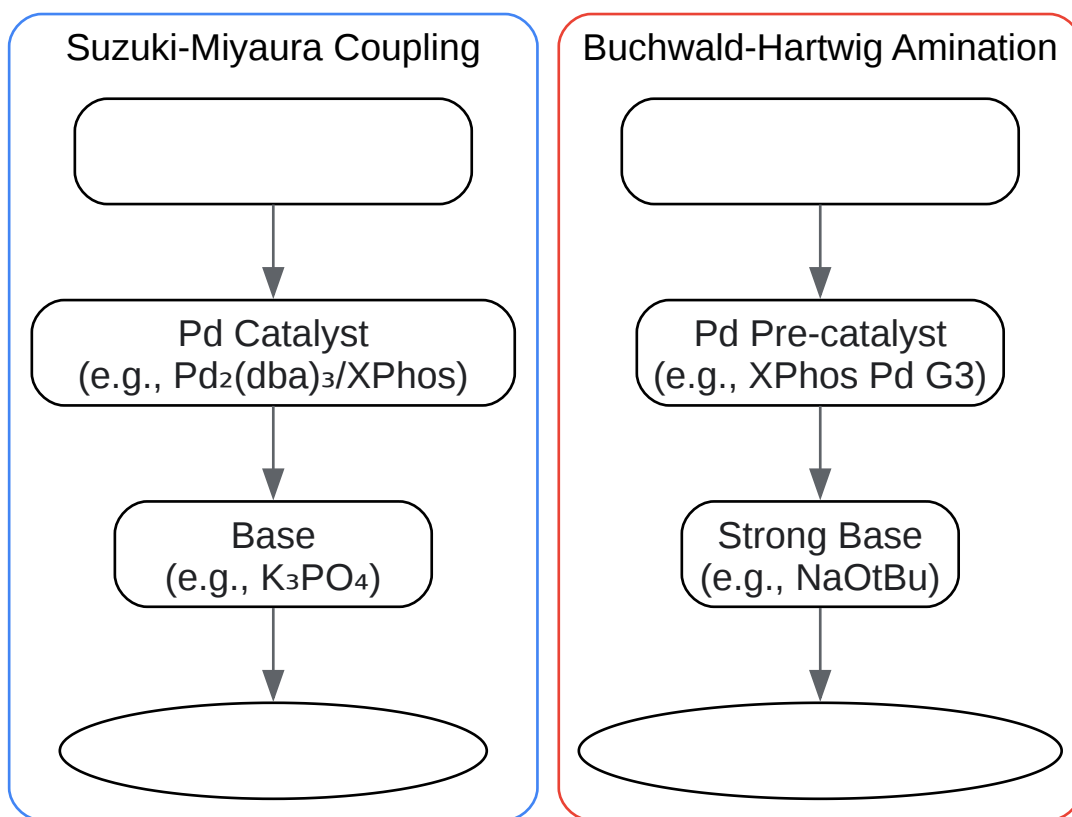 Suzuki-Miyaura Coupling
Pd Catalyst
(e.g., Pd₂(dba)₃/XPhos)
Base
(e.g., K₃PO₄)
Buchwald-Hartwig Amination
Pd Pre-catalyst
(e.g., XPhos Pd G3)
Strong Base
(e.g., NaOtBu)